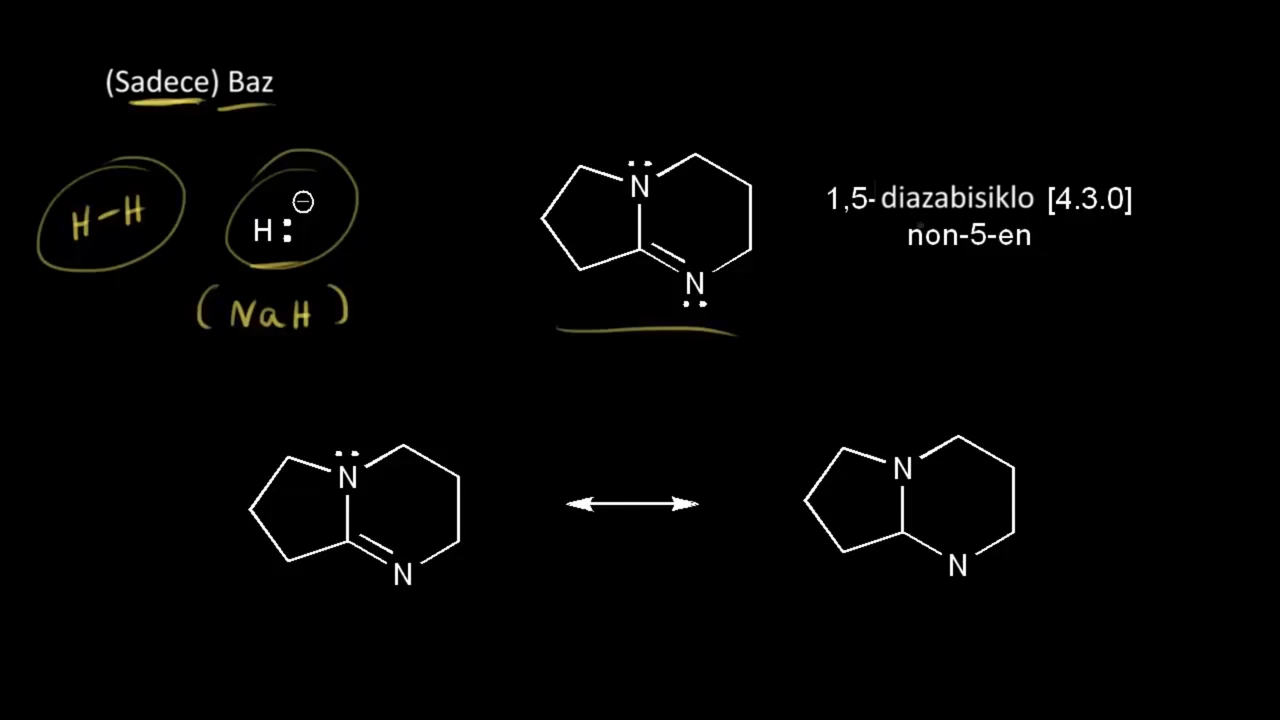 (Sadece) Baz
H-H
H:⊖
(NaH)
N
N
1,5- diazabisiklo [4.3.0]
non-5-en
N
N
N
N